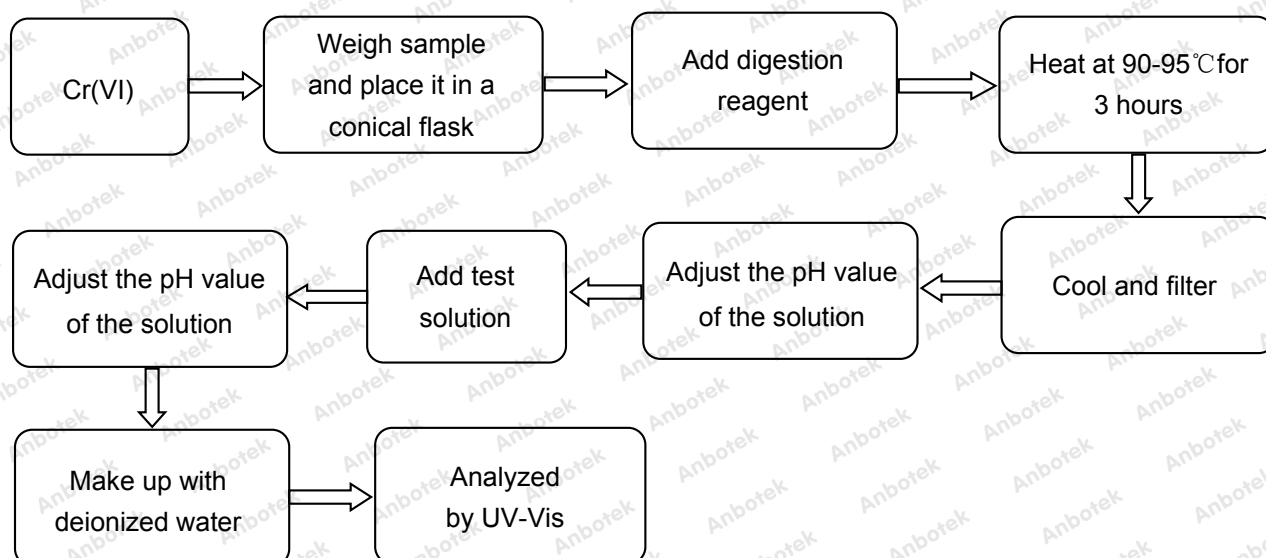 Cr(VI)
Weigh sample
and place it in a
conical flask
Add digestion
reagent
Heat at 90-95℃for
3 hours
Cool and filter
Adjust the pH value
of the solution
Add test
solution
Adjust the pH value
of the solution
Make up with
deionized water
Analyzed
by UV-Vis
Anbotek